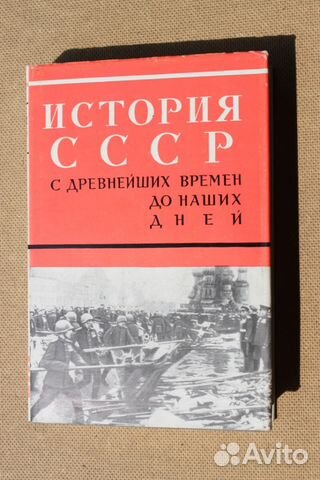 ИСТОРИЯ
СССР
С ДРЕВНЕЙШИХ ВРЕМЕН
ДО НАШИХ
ДНЕЙ
Avito